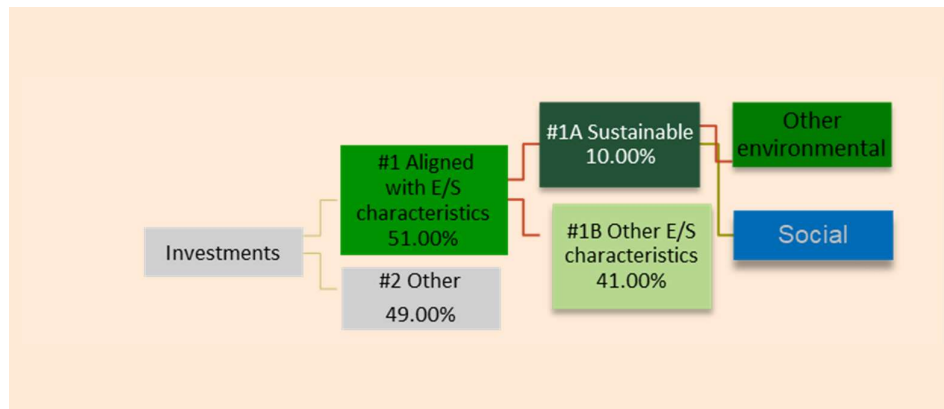 Investments
#1 Aligned
with E/S
characteristics
51.00%
#2 Other
49.00%
#1A Sustainable
10.00%
#1B Other E/S
characteristics
41.00%
Other
environmental
Social